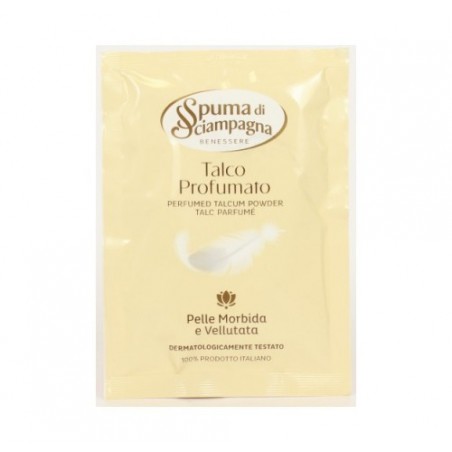 Spuma di
Sciampagna
BENESSERE
Talco
Profumato
PERFUMED TALCUM POWDER
TALC PARFUMÉ
Pelle Morbida
e Vellutata
DERMATOLOGICAMENTE TESTATO
100% PRODOTTO ITALIANO